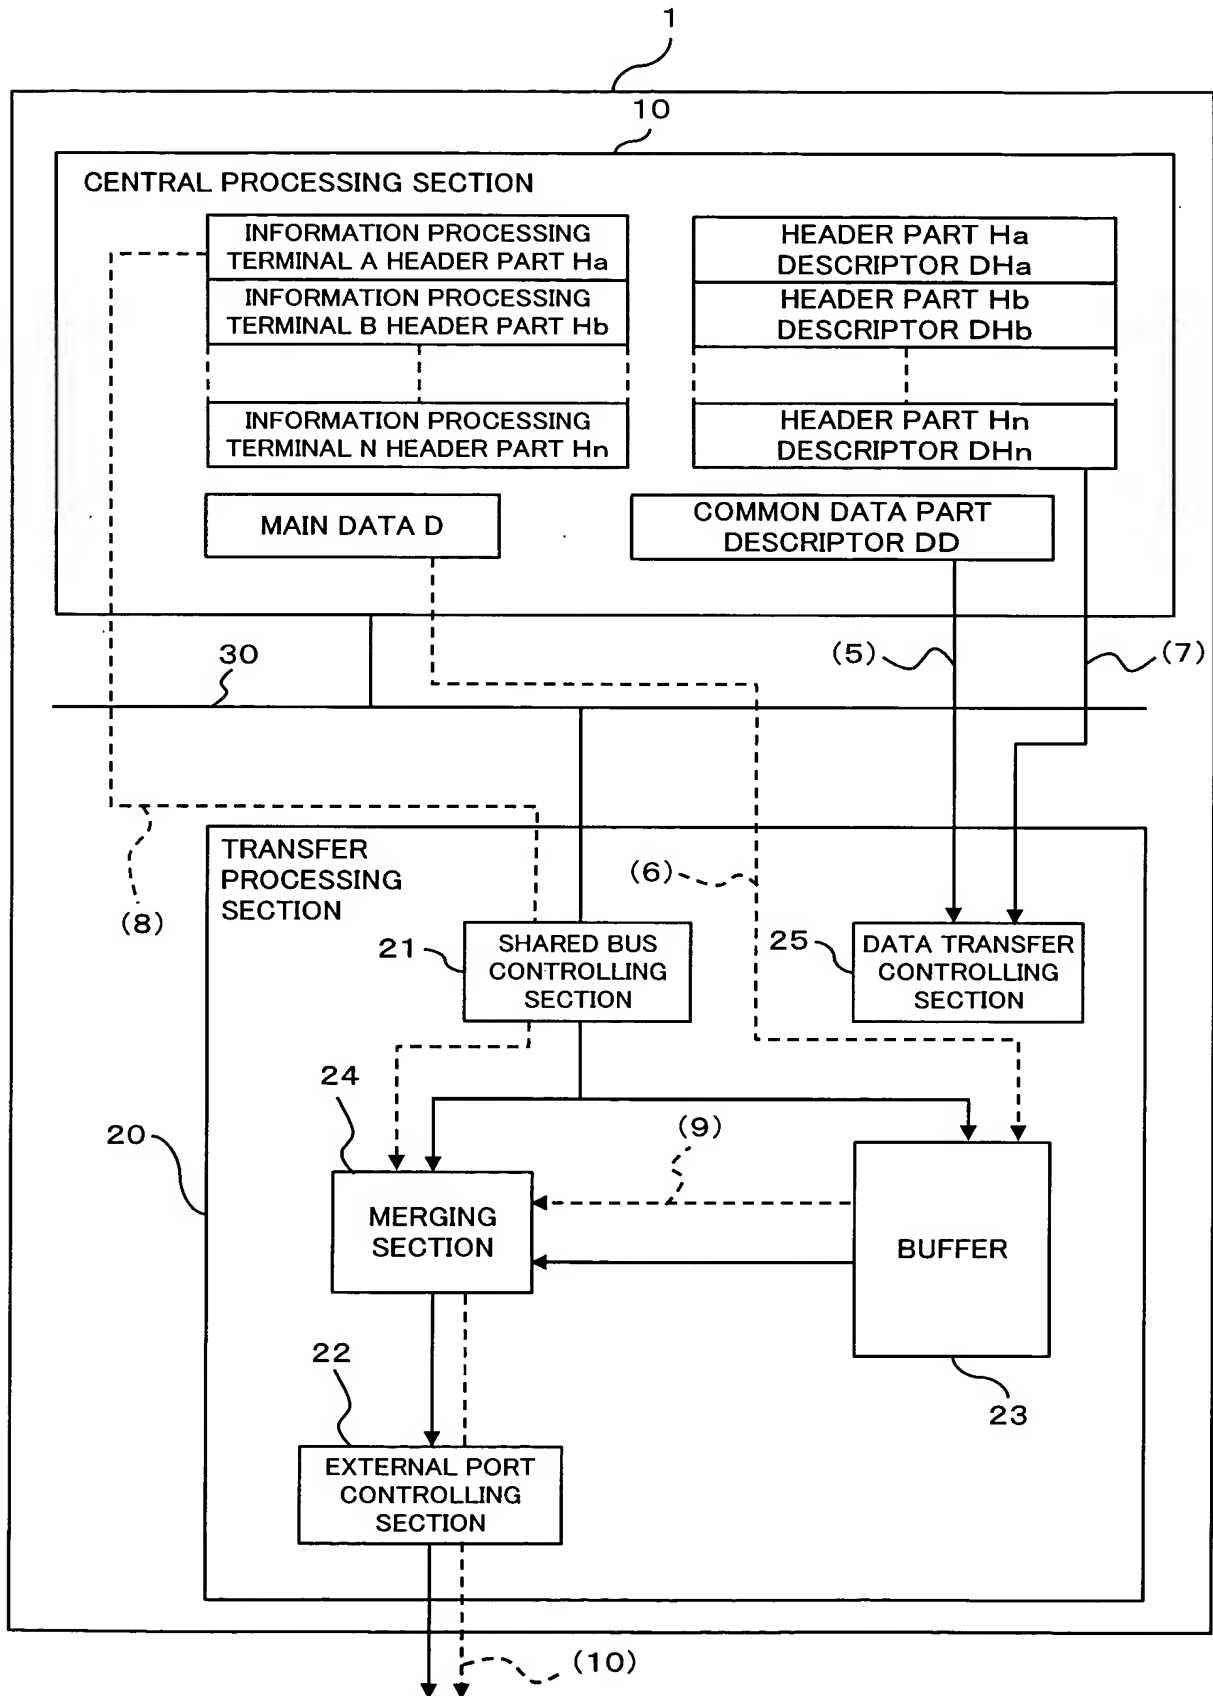 1
10
CENTRAL PROCESSING SECTION
INFORMATION PROCESSING
TERMINAL A HEADER PART Ha
INFORMATION PROCESSING
TERMINAL B HEADER PART Hb
INFORMATION PROCESSING
TERMINAL N HEADER PART Hn
HEADER PART Ha
DESCRIPTOR DHa
HEADER PART Hb
DESCRIPTOR DHb
HEADER PART Hn
DESCRIPTOR DHn
MAIN DATA D
COMMON DATA PART
DESCRIPTOR DD
30
(5)
(7)
(8)
TRANSFER
PROCESSING
SECTION
(6)
21
SHARED BUS
CONTROLLING
SECTION
25
DATA TRANSFER
CONTROLLING
SECTION
24
20
(9)
MERGING
SECTION
BUFFER
22
23
EXTERNAL PORT
CONTROLLING
SECTION
(10)